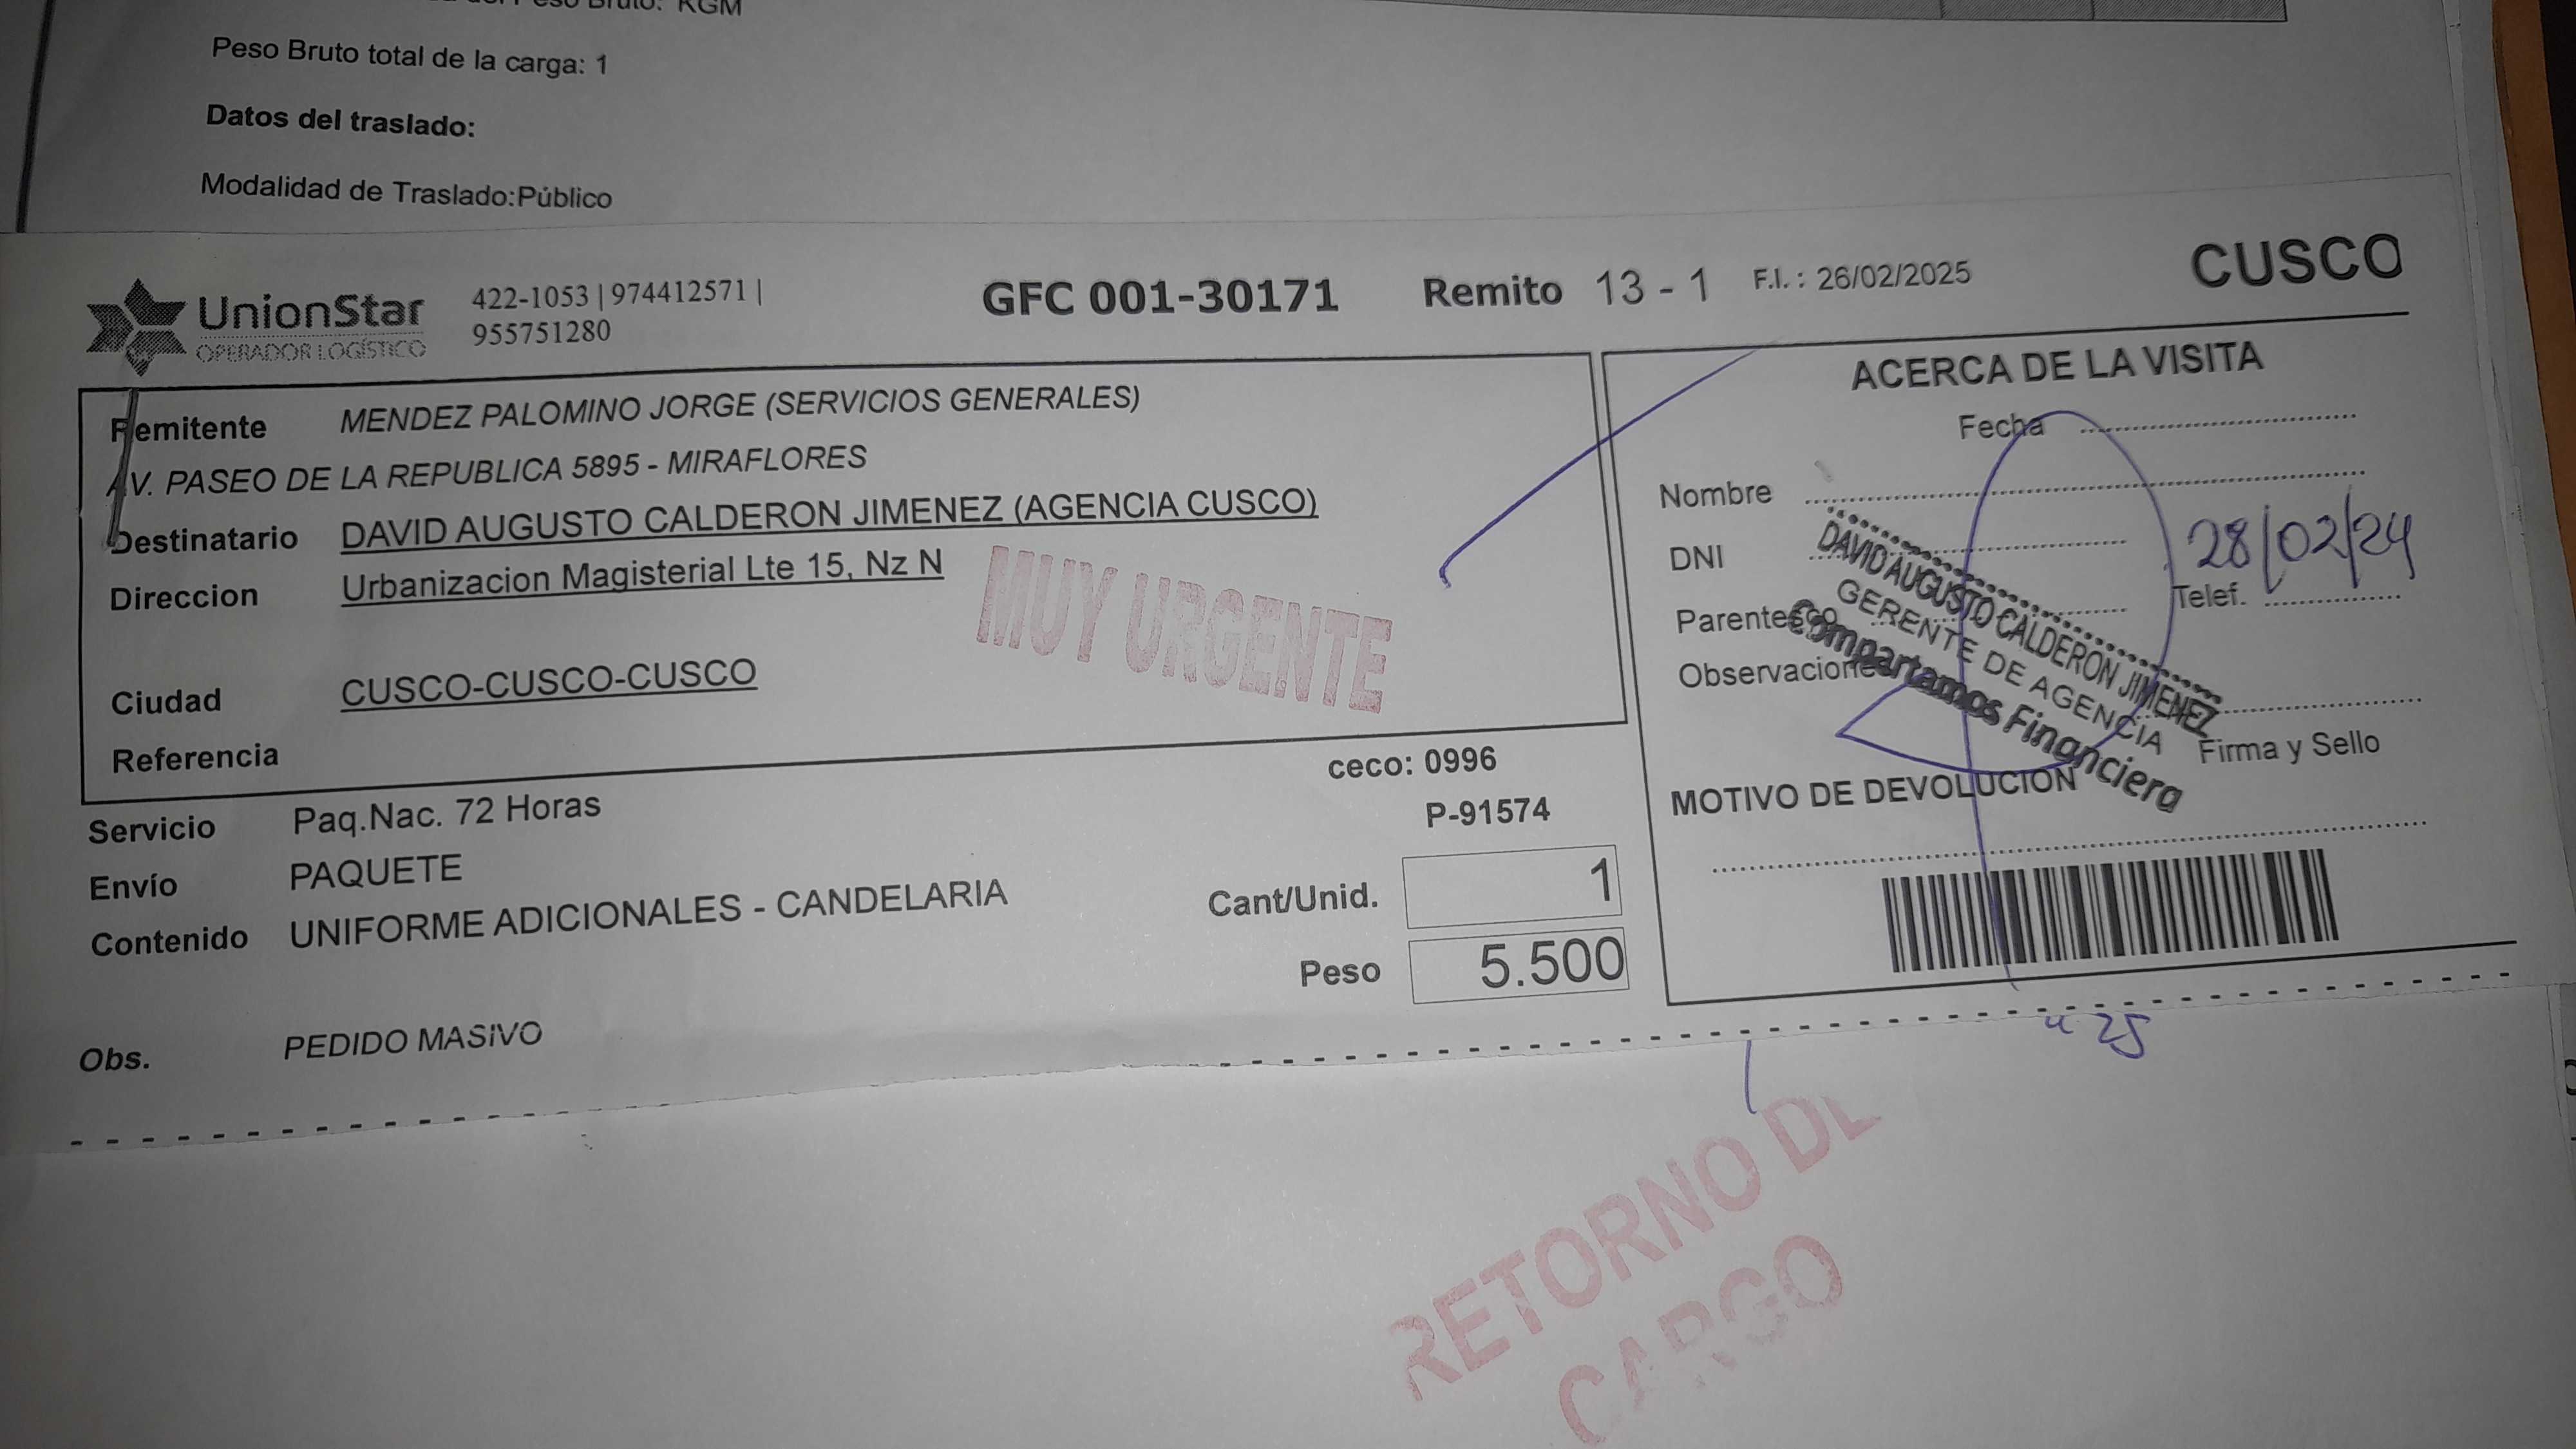 Peso Bruto: KGM
Peso Bruto total de la carga: 1
Datos del traslado:
Modalidad de Traslado:Público
UnionStar
OPERADOR LOGÍSTICO
422-1053 | 974412571 |
955751280
GFC 001-30171
Remito 13 - 1
F.I. : 26/02/2025
CUSCO
Remitente MENDEZ PALOMINO JORGE (SERVICIOS GENERALES)
AV. PASEO DE LA REPUBLICA 5895 - MIRAFLORES
Destinatario DAVID AUGUSTO CALDERON JIMENEZ (AGENCIA CUSCO)
Direccion Urbanizacion Magisterial Lte 15, Nz N
MUY URGENTE
Ciudad CUSCO-CUSCO-CUSCO
Referencia
ceco: 0996
Servicio Paq.Nac. 72 Horas
P-91574
Envío PAQUETE
Contenido UNIFORME ADICIONALES - CANDELARIA
Cant/Unid. 1
Peso 5.500
Obs. PEDIDO MASIVO
ACERCA DE LA VISITA
Fecha
Nombre
DNI
28/02/24
Parentesco
Telef.
Observaciones
DAVID AUGUSTO CALDERON JIMENEZ
GERENTE DE AGENCIA
Compartamos Financiera
Firma y Sello
MOTIVO DE DEVOLUCION
25
RETORNO DE
CARGO